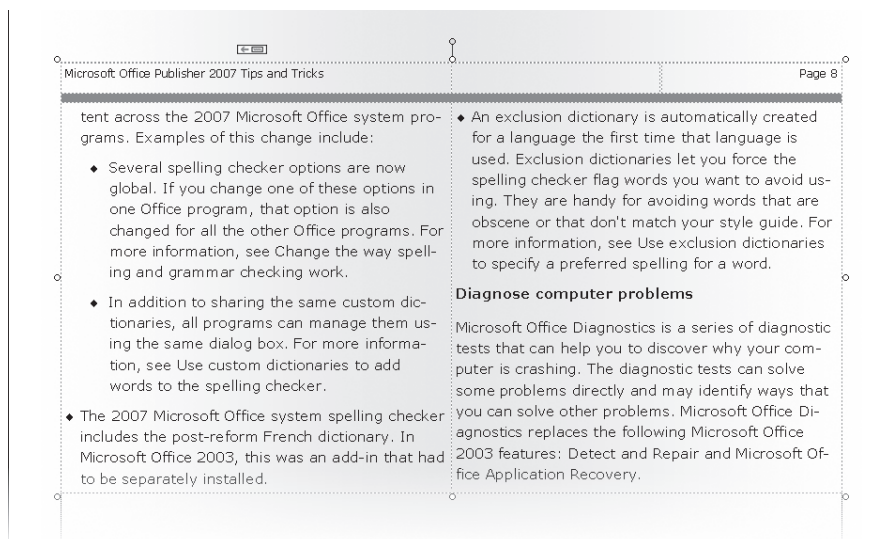 Microsoft Office Publisher 2007 Tips and Tricks
Page 8
tent across the 2007 Microsoft Office system pro-
grams. Examples of this change include:
◆ Several spelling checker options are now
global. If you change one of these options in
one Office program, that option is also
changed for all the other Office programs. For
more information, see Change the way spell-
ing and grammar checking work.
◆ In addition to sharing the same custom dic-
tionaries, all programs can manage them us-
ing the same dialog box. For more informa-
tion, see Use custom dictionaries to add
words to the spelling checker.
◆ The 2007 Microsoft Office system spelling checker
includes the post-reform French dictionary. In
Microsoft Office 2003, this was an add-in that had
to be separately installed.
◆ An exclusion dictionary is automatically created
for a language the first time that language is
used. Exclusion dictionaries let you force the
spelling checker flag words you want to avoid us-
ing. They are handy for avoiding words that are
obscene or that don't match your style guide. For
more information, see Use exclusion dictionaries
to specify a preferred spelling for a word.
Diagnose computer problems
Microsoft Office Diagnostics is a series of diagnostic
tests that can help you to discover why your com-
puter is crashing. The diagnostic tests can solve
some problems directly and may identify ways that
you can solve other problems. Microsoft Office Di-
agnostics replaces the following Microsoft Office
2003 features: Detect and Repair and Microsoft Of-
fice Application Recovery.